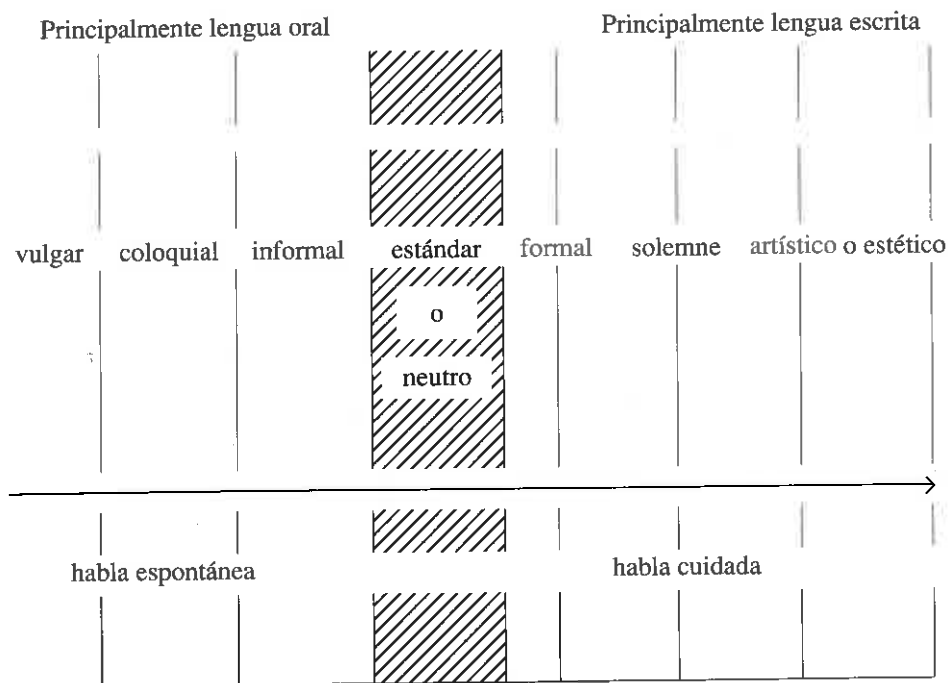 Principalmente lengua oral Principalmente lengua escrita
vulgar coloquial informal estándar formal solemne artístico o estético
o
neutro
habla espontánea habla cuidada